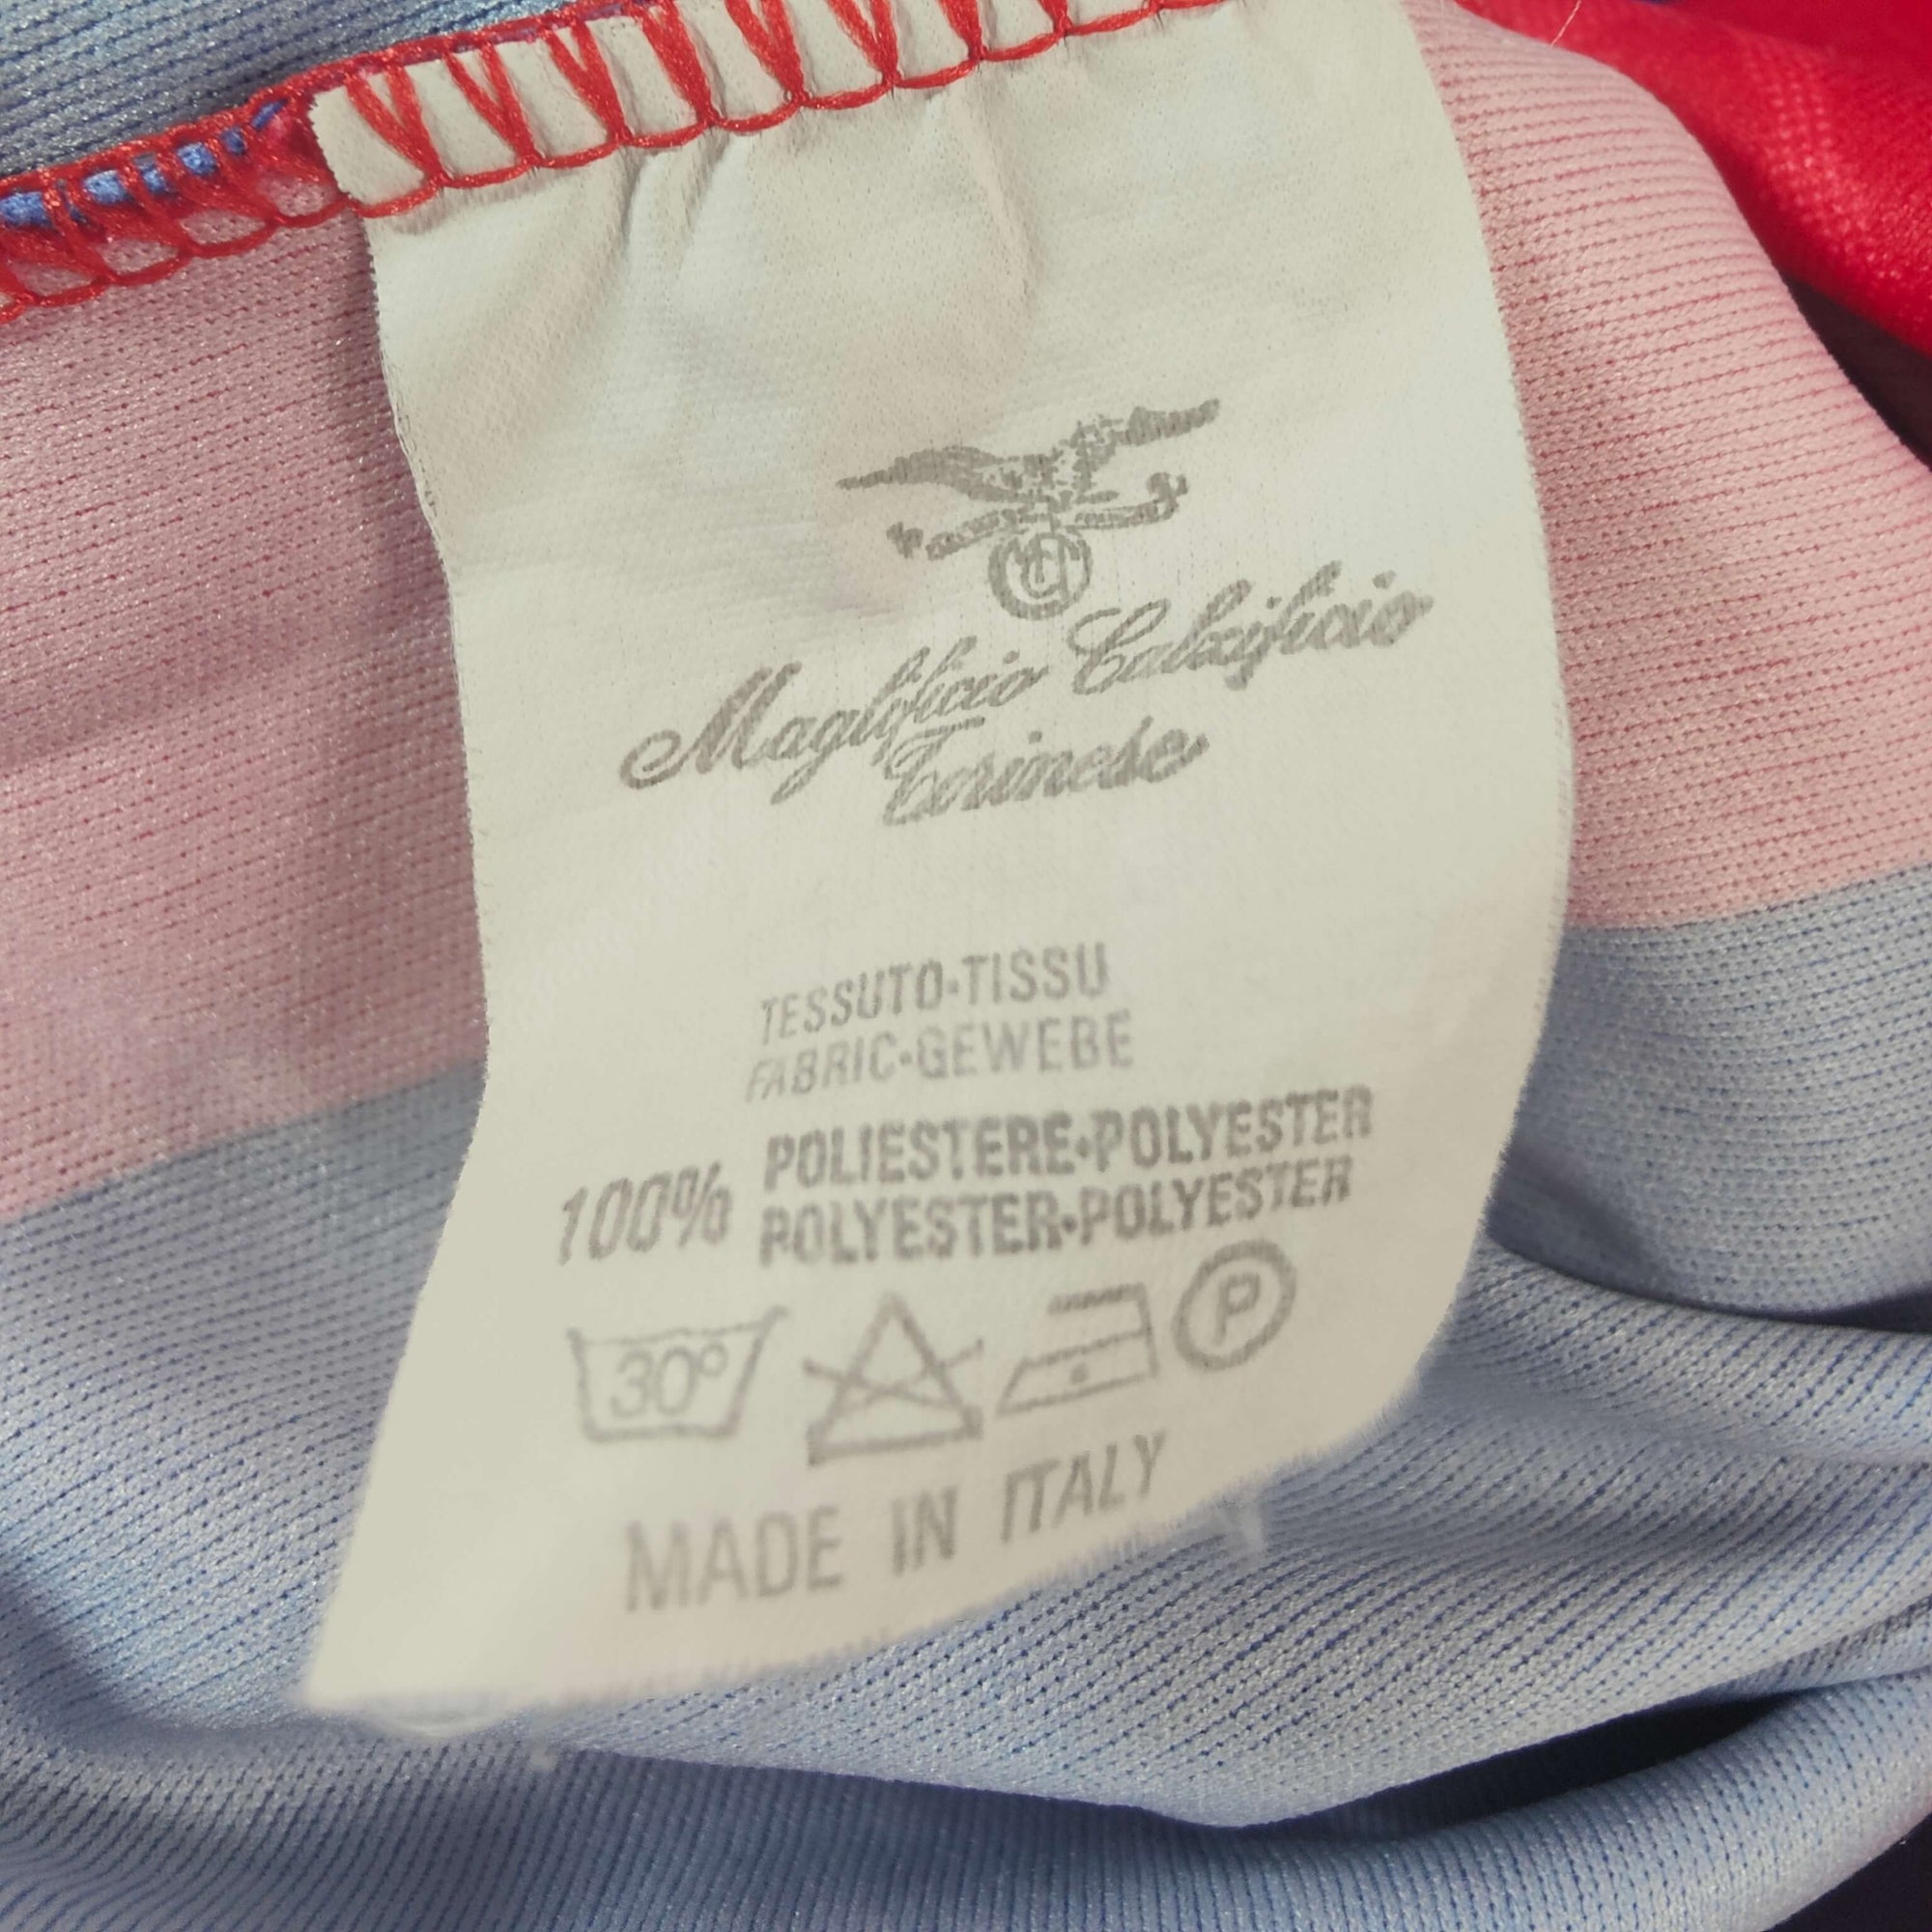 Maglificio Calzificio
Torinese
TESSUTO•TISSU
FABRIC•GEWEBE
100% POLIESTERE•POLYESTER
POLYESTER•POLYESTER
30°
P
MADE IN ITALY